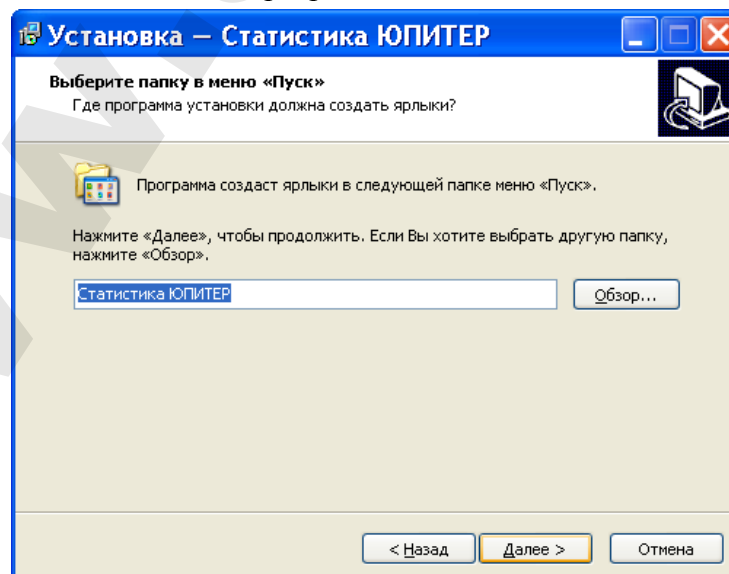 Установка — Статистика ЮПИТЕР
Выберите папку в меню «Пуск»
Где программа установки должна создать ярлыки?
Программа создаст ярлыки в следующей папке меню «Пуск».
Нажмите «Далее», чтобы продолжить. Если Вы хотите выбрать другую папку,
нажмите «Обзор».
Статистика ЮПИТЕР
Обзор...
< Назад
Далее >
Отмена